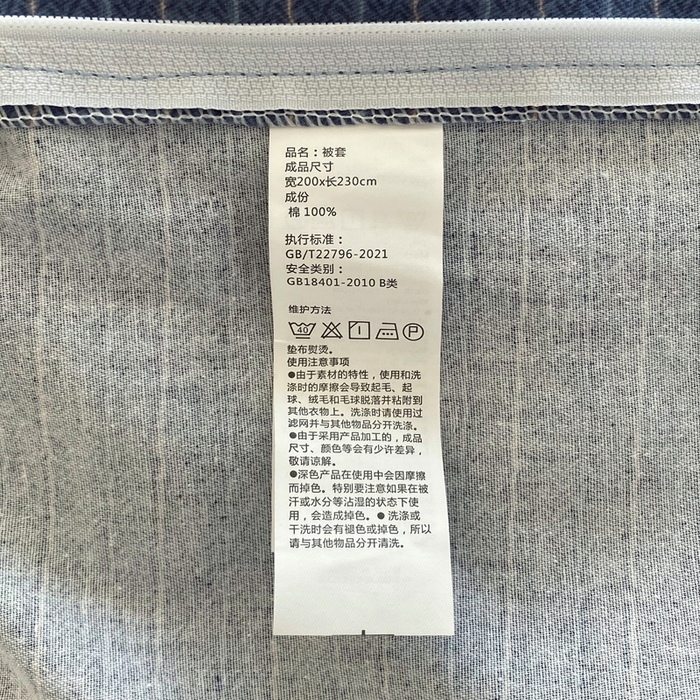 品名：被套
成品尺寸
宽200x长230cm
成份
棉 100%
执行标准：
GB/T22796-2021
安全类别：
GB18401-2010 B类
维护方法
40 P
垫布熨烫。
使用注意事项
●由于素材的特性，使用和洗
涤时的摩擦会导致起毛、起
球、绒毛和毛球脱落并粘附到
其他衣物上。洗涤时请使用过
滤网并与其他物品分开洗涤。
●由于采用产品加工的，成品
尺寸、颜色等会有少许差异，
敬请谅解。
●深色产品在使用中会因摩擦
而掉色。特别要注意如果在被
汗或水分等沾湿的状态下使
用，会造成掉色。● 洗涤或
干洗时会有褪色或掉色，所以
请与其他物品分开清洗。